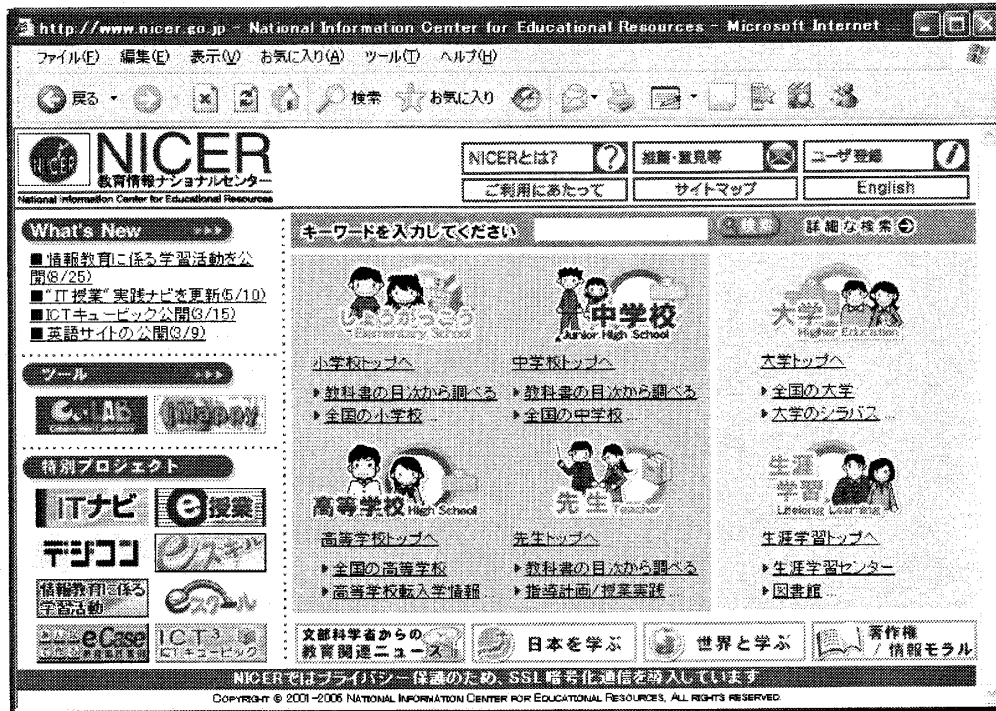 http://www.nicer.go.jp - National Information Center for Educational Resources - Microsoft Internet
ファイル(F) 編集(E) 表示(V) お気に入り(A) ツール(T) ヘルプ(H)
戻る 検索 お気に入り
NICER
教育情報ナショナルセンター
National Information Center for Educational Resources
NICERとは? 推薦・意見等 ユーザ登録
ご利用にあたって サイトマップ English
What's New
■情報教育に係る学習活動を公
開(8/25)
■"IT授業"実践ナビを更新(5/10)
■ICTキュービック公開(3/15)
■英語サイトの公開(3/9)
ツール
特別プロジェクト
ITナビ e授業
デジコン eノスキル
情報教育に係る
学習活動
eスクール
e Case
ICT3
ICTキュービック
キーワードを入力してください 検索 詳細な検索
しょうがっこう
Elementary School
小学校トップへ
教科書の目次から調べる
全国の小学校...
中学校
Junior High School
中学校トップへ
教科書の目次から調べる
全国の中学校...
大学
Higher Education
大学トップへ
全国の大学
大学のシラバス...
高等学校 High School
高等学校トップへ
全国の高等学校
高等学校転入学情報...
先生 Teacher
先生トップへ
教科書の目次から調べる
指導計画/授業実践
生涯
学習
Lifelong Learning
生涯学習トップへ
生涯学習センター
図書館...
文部科学省からの
教育関連ニュース
日本を学ぶ
世界と学ぶ
著作権
/情報モラル
NICERではプライバシー保護のため、SSL暗号化通信を導入しています
COPYRIGHT © 2001-2006 NATIONAL INFORMATION CENTER FOR EDUCATIONAL RESOURCES, ALL RIGHTS RESERVED.